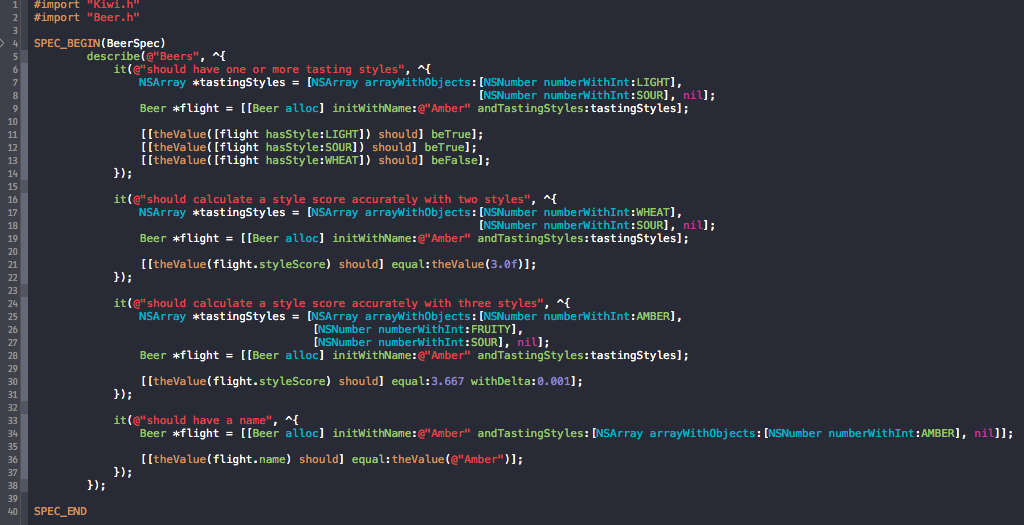 1 #import "Kiwi.h"
2 #import "Beer.h"
3
4 SPEC_BEGIN(BeerSpec)
5 describe(@"Beers", ^{
6 it(@"should have one or more tasting styles", ^{
7 NSArray *tastingStyles = [NSArray arrayWithObjects:[NSNumber numberWithInt:LIGHT],
8 [NSNumber numberWithInt:SOUR], nil];
9 Beer *flight = [[Beer alloc] initWithName:@"Amber" andTastingStyles:tastingStyles];
10
11 [[theValue([flight hasStyle:LIGHT]) should] beTrue];
12 [[theValue([flight hasStyle:SOUR]) should] beTrue];
13 [[theValue([flight hasStyle:WHEAT]) should] beFalse];
14 });
15
16 it(@"should calculate a style score accurately with two styles", ^{
17 NSArray *tastingStyles = [NSArray arrayWithObjects:[NSNumber numberWithInt:WHEAT],
18 [NSNumber numberWithInt:SOUR], nil];
19 Beer *flight = [[Beer alloc] initWithName:@"Amber" andTastingStyles:tastingStyles];
20
21 [[theValue(flight.styleScore) should] equal:theValue(3.0f)];
22 });
23
24 it(@"should calculate a style score accurately with three styles", ^{
25 NSArray *tastingStyles = [NSArray arrayWithObjects:[NSNumber numberWithInt:AMBER],
26 [NSNumber numberWithInt:FRUITY],
27 [NSNumber numberWithInt:SOUR], nil];
28 Beer *flight = [[Beer alloc] initWithName:@"Amber" andTastingStyles:tastingStyles];
29
30 [[theValue(flight.styleScore) should] equal:3.667 withDelta:0.001];
31 });
32
33 it(@"should have a name", ^{
34 Beer *flight = [[Beer alloc] initWithName:@"Amber" andTastingStyles:[NSArray arrayWithObjects:[NSNumber numberWithInt:AMBER], nil]];
35
36 [[theValue(flight.name) should] equal:theValue(@"Amber")];
37 });
38 });
39
40 SPEC_END